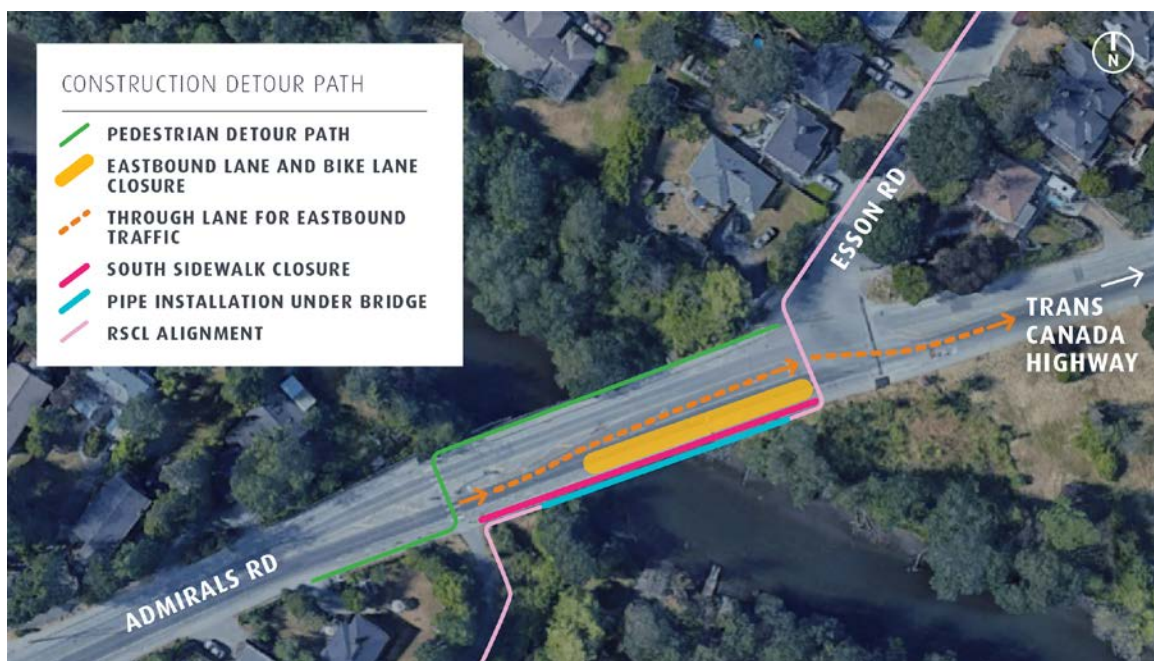 CONSTRUCTION DETOUR PATH
PEDESTRIAN DETOUR PATH
EASTBOUND LANE AND BIKE LANE
CLOSURE
THROUGH LANE FOR EASTBOUND
TRAFFIC
SOUTH SIDEWALK CLOSURE
PIPE INSTALLATION UNDER BRIDGE
RSCL ALIGNMENT
N
ESSON RD
TRANS
CANADA
HIGHWAY
ADMIRALS RD